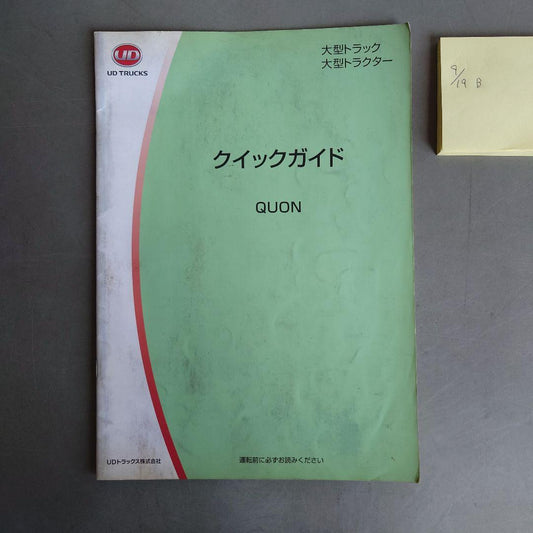 UD
UD TRUCKS
大型トラック
大型トラクター
クイックガイド
QUON
UDトラックス株式会社
運転前に必ずお読みください
9/19 B